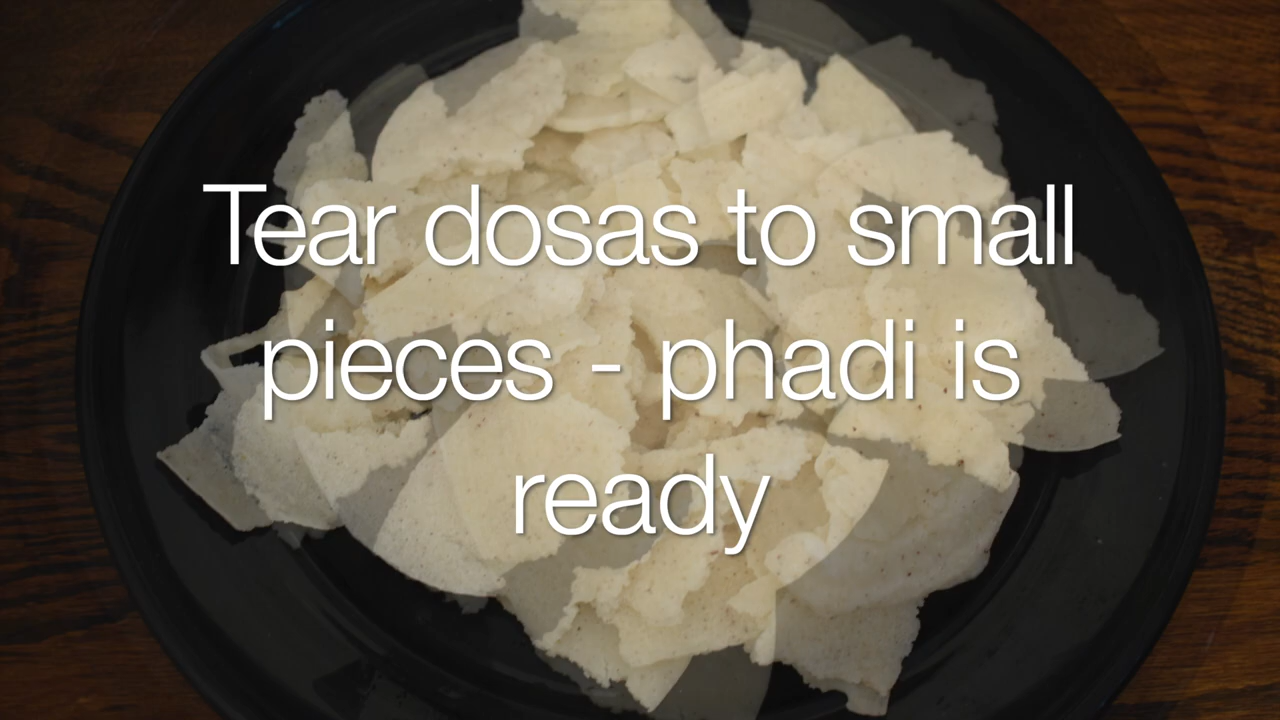 Tear dosas to small
pieces - phadi is
ready